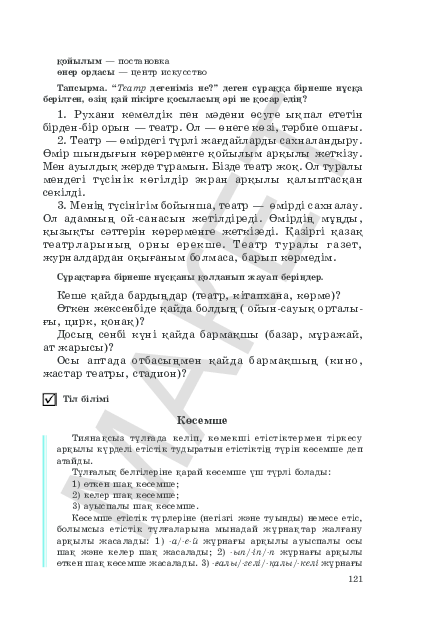 қойылым — постановка
өнер ордасы — центр искусство
Тапсырма. “Театр дегеніміз не?” деген сұраққа бірнеше нұсқа
берілген, өзің қай пікірге қосыласың әрі не қосар едің?
1. Рухани кемелдік пен мәдени өсуге ықпал ететін
бірден-бір орын — театр. Ол — өнеге көзі, тәрбие ошағы.
2. Театр — өмірдегі түрлі жағдайларды сахналандыру.
Өмір шындығын көрерменге қойылым арқылы жеткізу.
Мен ауылдық жерде тұрамын. Бізде театр жоқ. Ол туралы
мендегі түсінік көгілдір экран арқылы қалыптасқан
секілді.
3. Менің түсінігім бойынша, театр — өмірді сахналау.
Ол адамның ой-санасын жетілдіреді. Өмірдің мұңды,
қызықты сәттерін көрерменге жеткізеді. Қазіргі қазақ
театрларының орны ерекше. Театр туралы газет,
журналдардан оқығаным болмаса, барып көрмедім.
Сұрақтарға бірнеше нұсқаны қолданып жауап беріңдер.
Кеше қайда бардыңдар (театр, кітапхана, көрме)?
Өткен жексенбіде қайда болдың ( ойын-сауық орталы-
ғы, цирк, қонақ)?
Досың сенбі күні қайда бармақшы (базар, мұражай,
ат жарысы)?
Осы аптада отбасыңмен қайда бармақшың (кино,
жастар театры, стадион)?
Тіл білімі
Көсемше
Тиянақсыз тұлғада келіп, көмекші етістіктермен тіркесу
арқылы күрделі етістік тудыратын етістіктің түрін көсемше деп
атайды.
Тұлғалық белгілеріне қарай көсемше үш түрлі болады:
1) өткен шақ көсемше;
2) келер шақ көсемше;
3) ауыспалы шақ көсемше.
Көсемше етістік түрлеріне (негізгі және туынды) немесе етіс,
болымсыз етістік тұлғаларына мынадай жұрнақтар жалғану
арқылы жасалады: 1) -а/-е-й жұрнағы арқылы ауыспалы осы
шақ және келер шақ жасалады; 2) -ып/-іп/-п жұрнағы арқылы
өткен шақ көсемше жасалады. 3) -ғалы/-гелі/-қалы/-келі жұрнағы
121
МАКЕТ